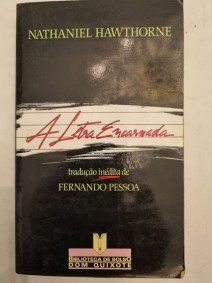 NATHANIEL HAWTHORNE
A Letra Encarnada
tradução inédita de
FERNANDO PESSOA
BIBLIOTECA DE BOLSO
DOM QUIXOTE